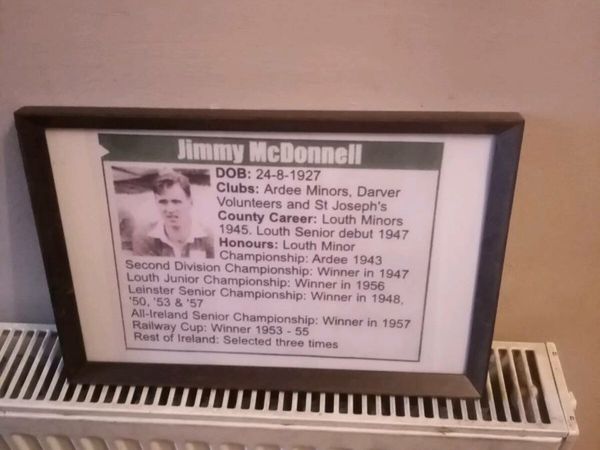 Jimmy McDonnell
DOB: 24-8-1927
Clubs: Ardee Minors, Darver
Volunteers and St Joseph's
County Career: Louth Minors
1945. Louth Senior debut 1947
Honours: Louth Minor
Championship: Ardee 1943
Second Division Championship: Winner in 1947
Louth Junior Championship: Winner in 1956
Leinster Senior Championship: Winner in 1948,
'50, '53 & '57
All-Ireland Senior Championship: Winner in 1957
Railway Cup: Winner 1953 - 55
Rest of Ireland: Selected three times